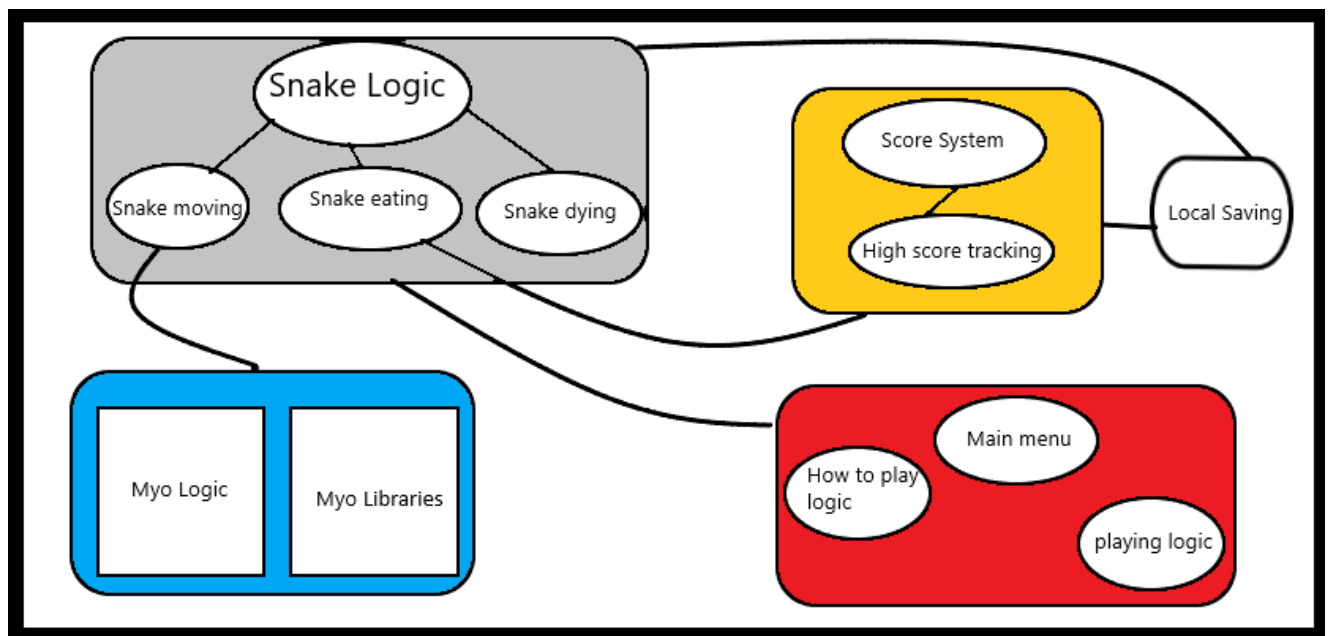 Snake Logic
Snake moving
Snake eating
Snake dying
Score System
High score tracking
Local Saving
Myo Logic
Myo Libraries
Main menu
How to play
logic
playing logic